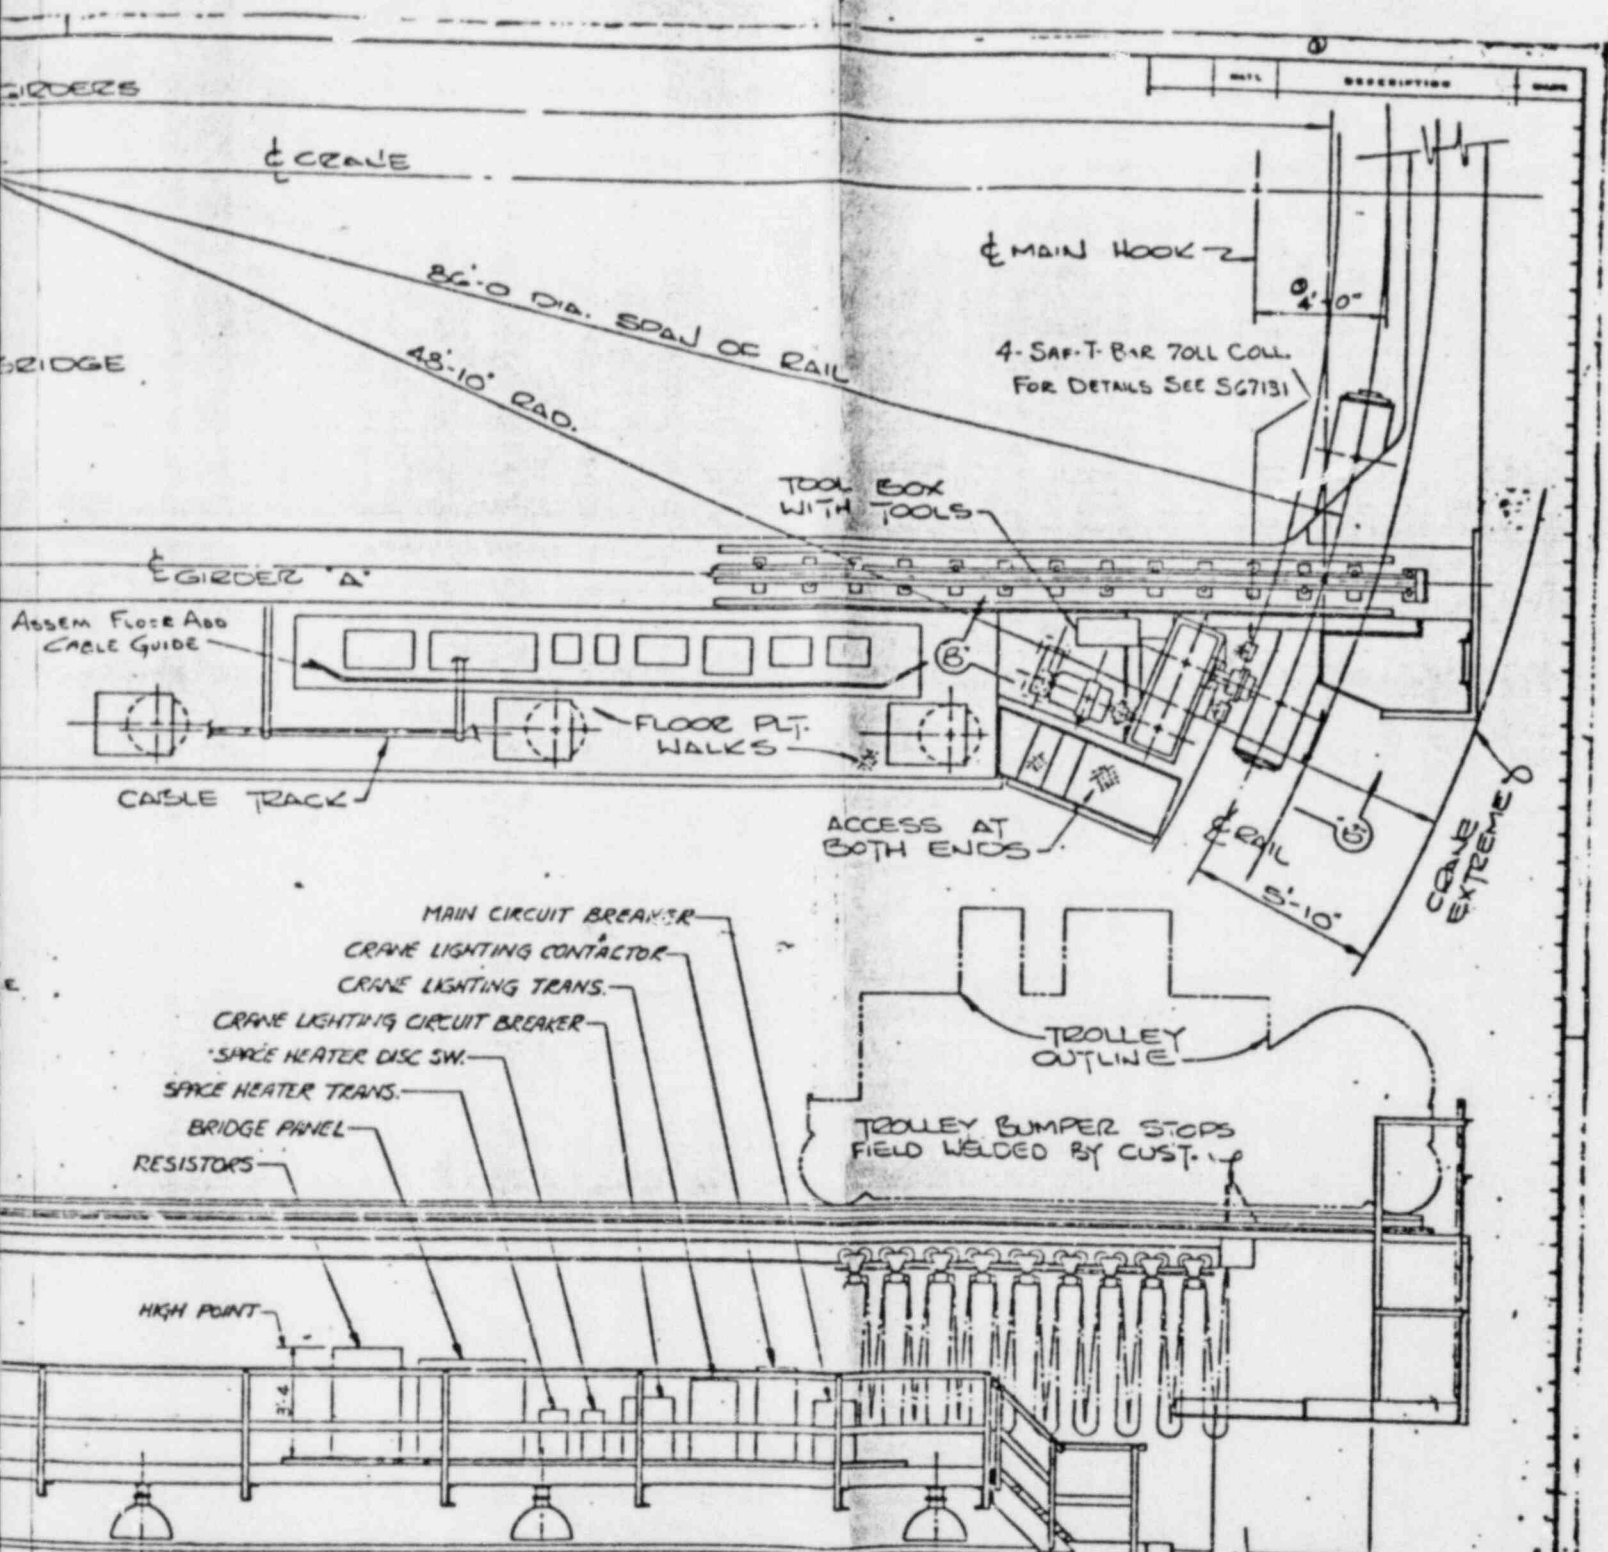 MAT'L DESCRIPTION
GIRDERS
℄ CRANE
℄ MAIN HOOK
4'-0"
86'-0 DIA. SPAN OF RAIL
48'-10" RAD.
BRIDGE
4-SAF-T-BAR 70LL COLL.
FOR DETAILS SEE S67131
TOOL BOX
WITH TOOLS
℄ GIRDER "A"
ASSEM FLOOR ADD
CABLE GUIDE
B'
FLOOR PLT.
WALKS
CABLE TRACK
ACCESS AT
BOTH ENDS
℄ RAIL
5'-10"
CRANE
EXTREME
MAIN CIRCUIT BREAKER
CRANE LIGHTING CONTACTOR
CRANE LIGHTING TRANS.
CRANE LIGHTING CIRCUIT BREAKER
SPACE HEATER DISC SW.
SPACE HEATER TRANS.
BRIDGE PANEL
RESISTORS
TROLLEY
OUTLINE
TROLLEY BUMPER STOPS
FIELD WELDED BY CUST.
HIGH POINT
3'-4